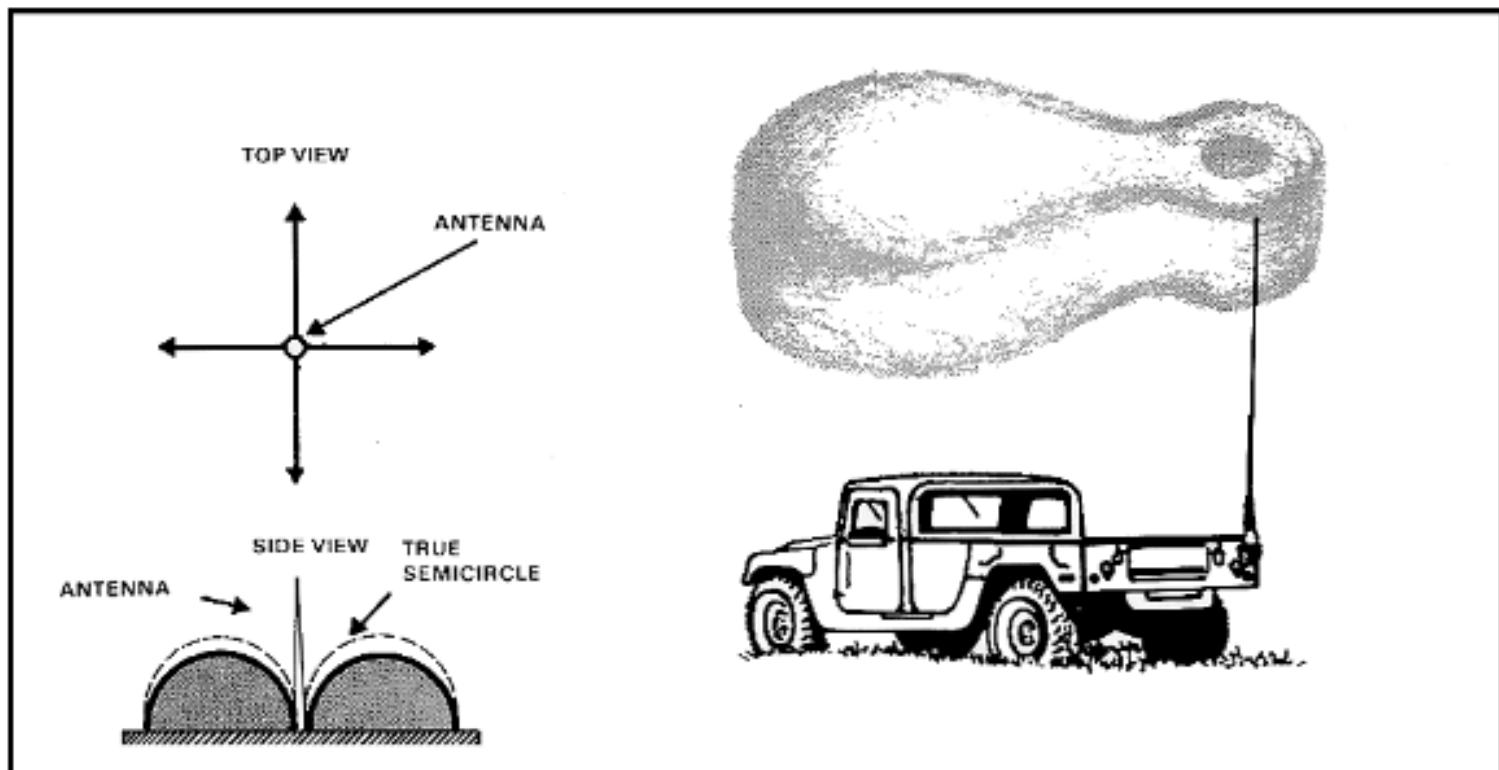 TOP VIEW
ANTENNA
SIDE VIEW
TRUE
SEMICIRCLE
ANTENNA